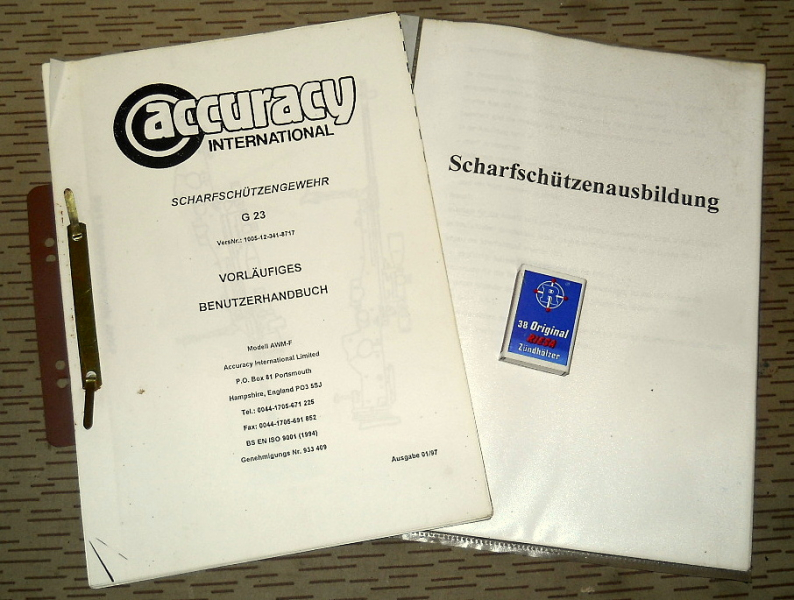 accuracy
INTERNATIONAL
SCHARFSCHÜTZENGEWEHR
G 23
VersNr.: 1005-12-341-8717
VORLÄUFIGES
BENUTZERHANDBUCH
Modell AWM-F
Accuracy International Limited
P.O. Box 81 Portsmouth
Hampshire, England PO3 5SJ
Tel.: 0044-1705-671 225
Fax: 0044-1705-691 852
BS EN ISO 9001 (1994)
Genehmigungs Nr. 933 409
Ausgabe 01/97
Scharfschützenausbildung
R
38 Original
RIESA
Zündhölzer